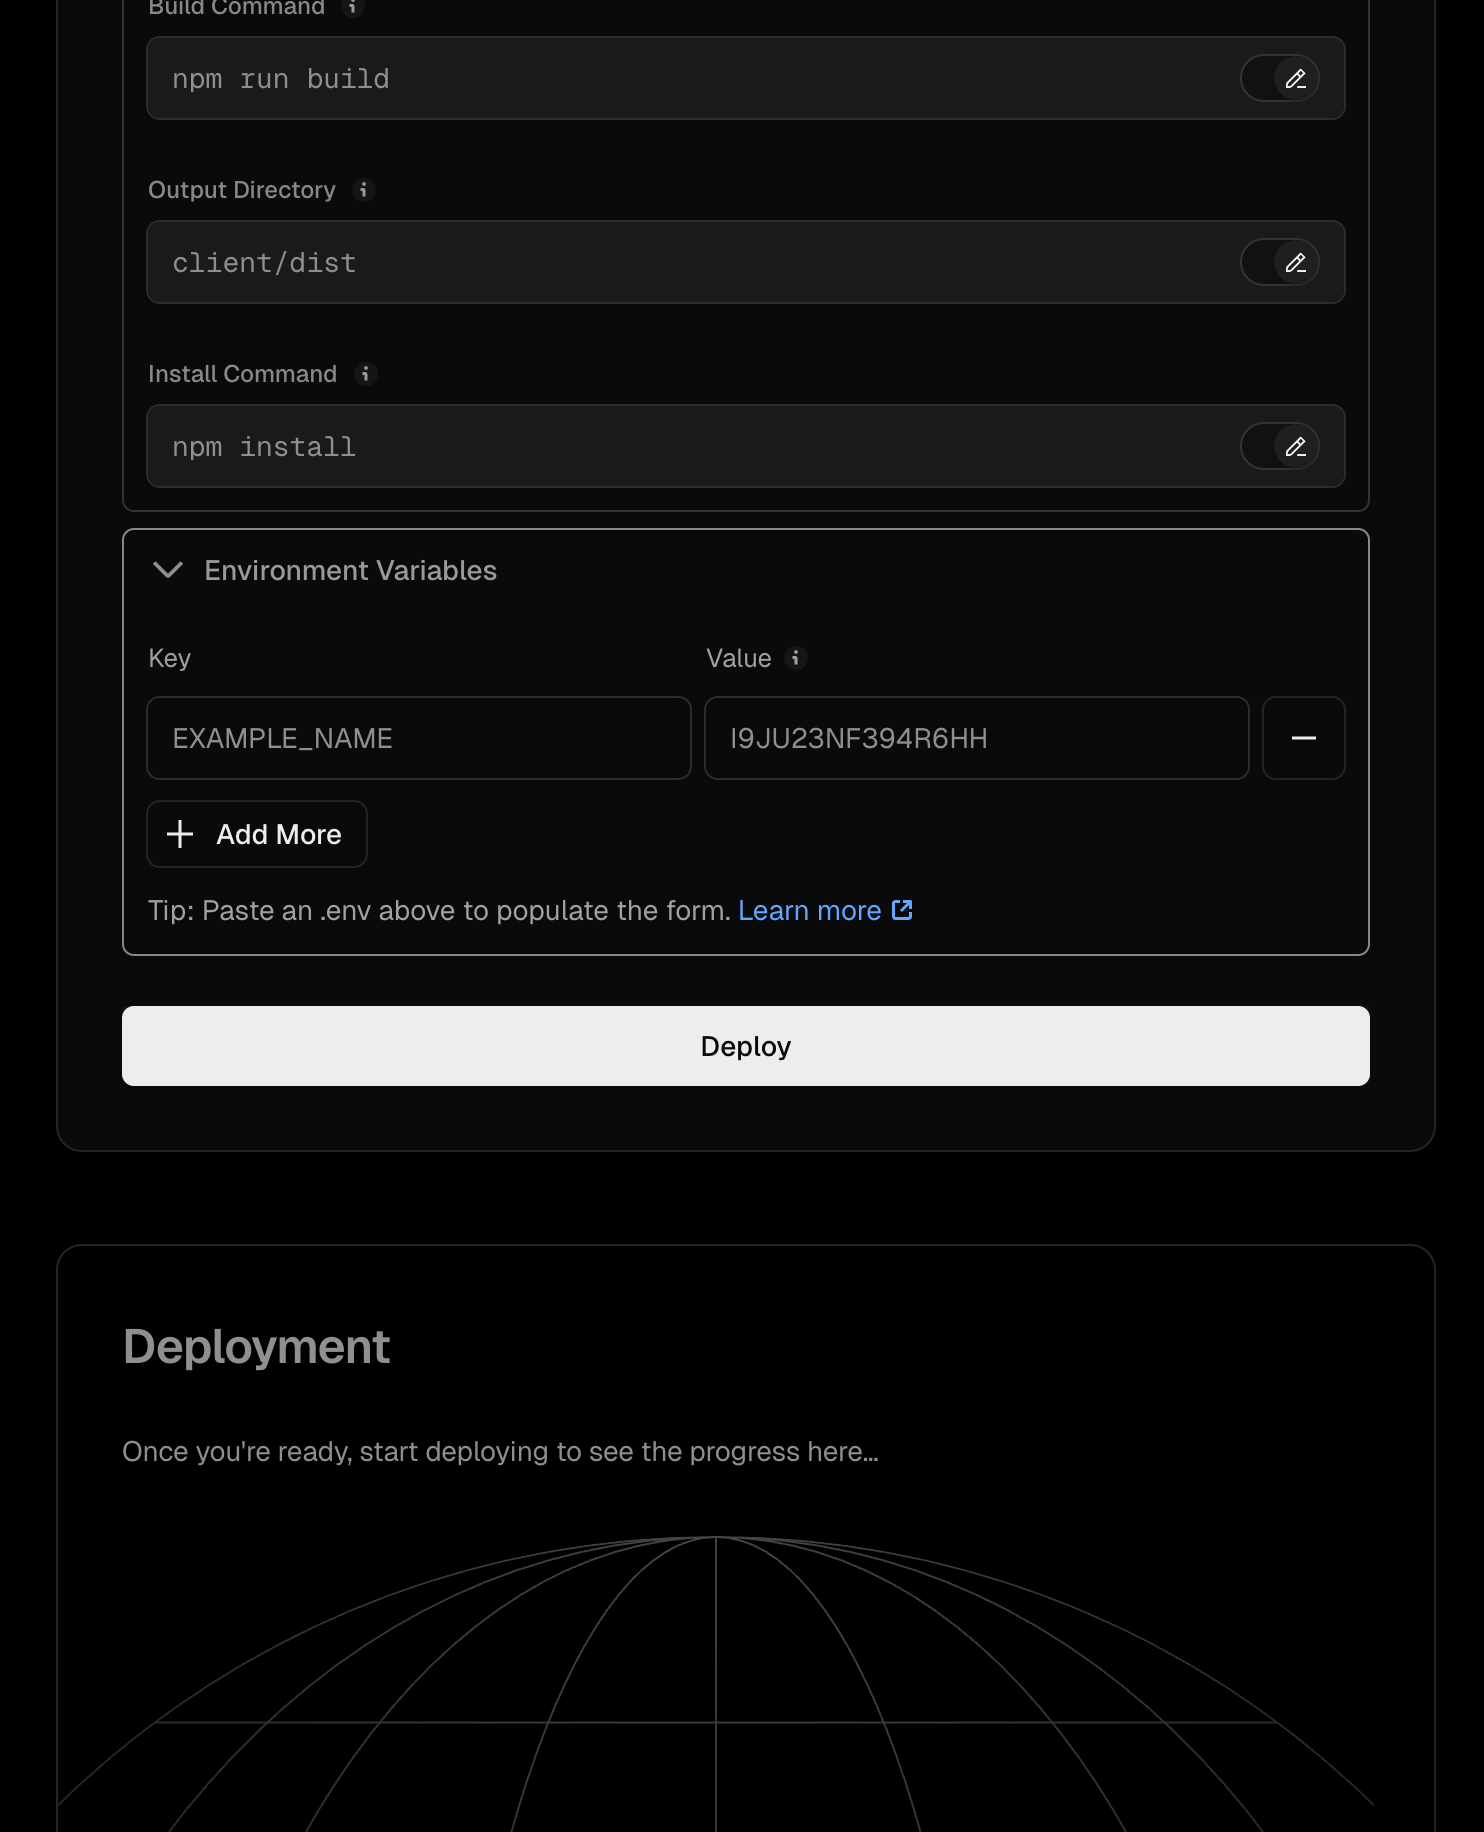 Build Command
npm run build
Output Directory
client/dist
Install Command
npm install
Environment Variables
Key
Value
EXAMPLE_NAME
I9JU23NF394R6HH
Add More
Tip: Paste an .env above to populate the form. Learn more
Deploy
Deployment
Once you're ready, start deploying to see the progress here...